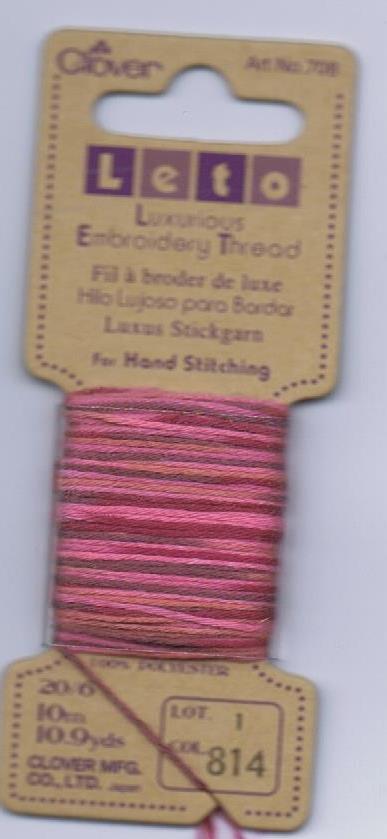 Clover Art No.708
Leto
Luxurious
Embroidery Thread
Fil à broder de luxe
Hilo Lujoso para Bordar
Luxus Stickgarn
For Hand Stitching
100% POLYESTER
20/6
10m
10.9yds
CLOVER MFG.
CO., LTD. Japan
LOT. 1
COL. 814